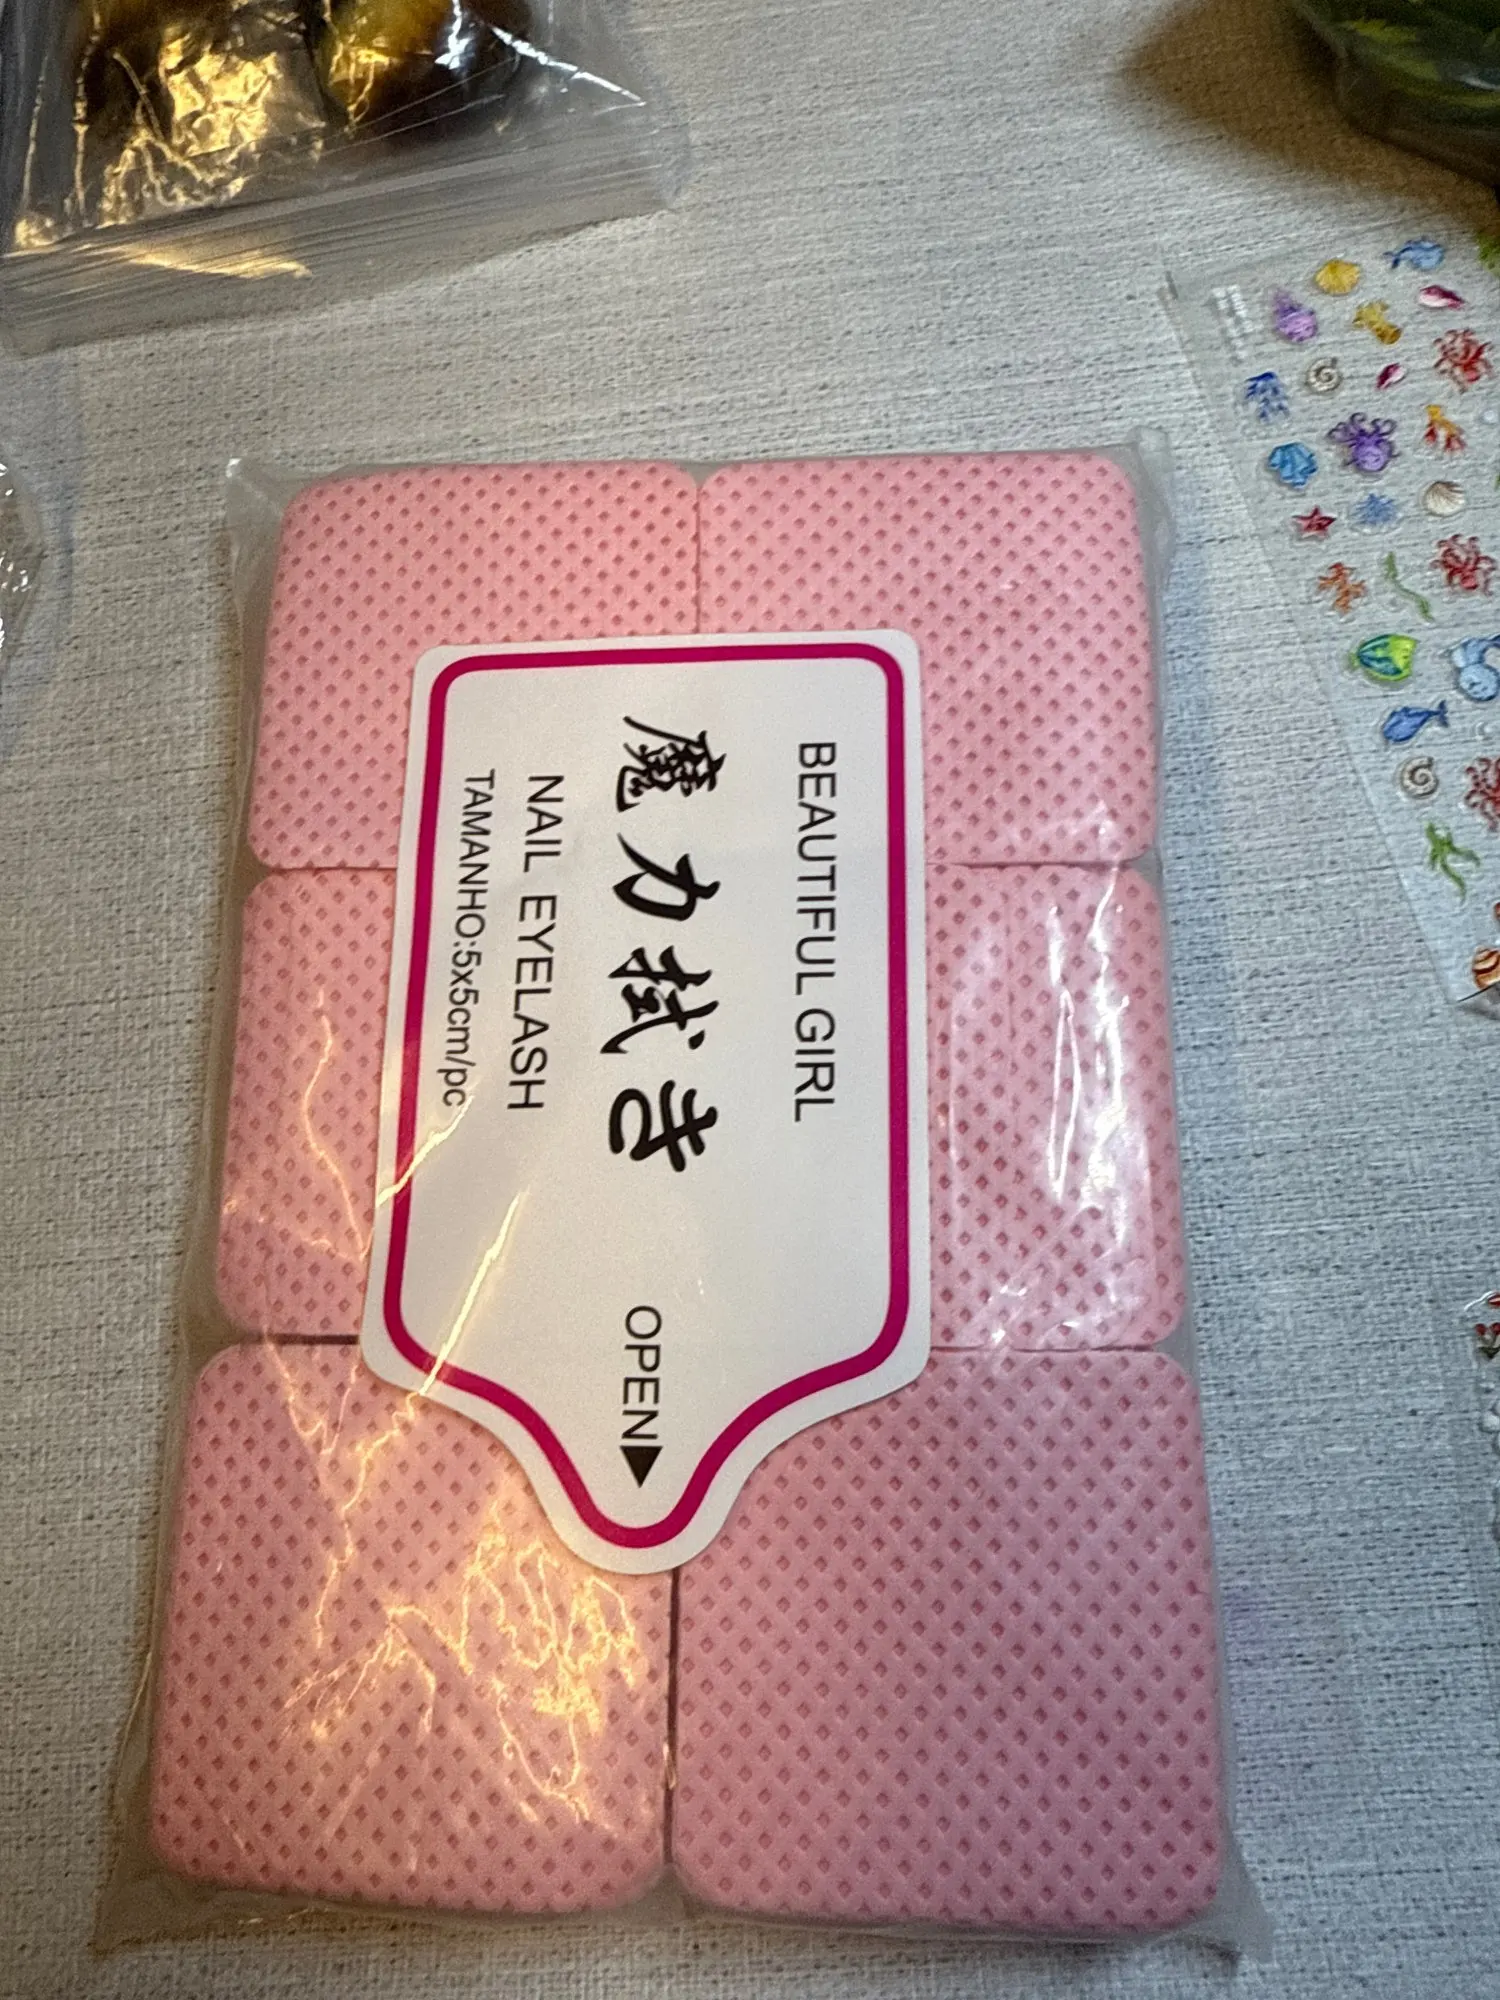 BEAUTIFUL GIRL
魔力拭き
NAIL EYELASH
TAMANHO:5x5cm/pc
OPEN▶